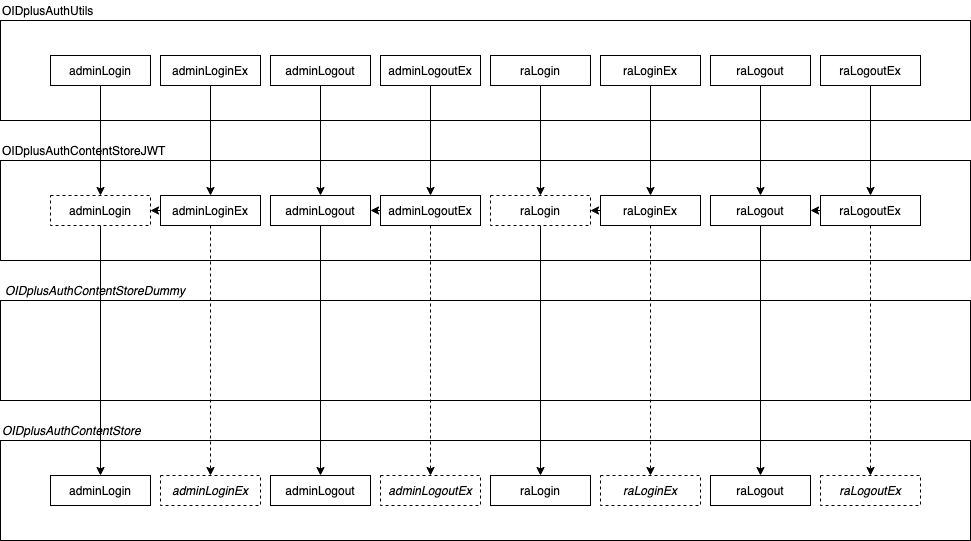 OIDplusAuthUtils
adminLogin adminLoginEx adminLogout adminLogoutEx raLogin raLoginEx raLogout raLogoutEx
OIDplusAuthContentStoreJWT
adminLogin adminLoginEx adminLogout adminLogoutEx raLogin raLoginEx raLogout raLogoutEx
OIDplusAuthContentStoreDummy
OIDplusAuthContentStore
adminLogin adminLoginEx adminLogout adminLogoutEx raLogin raLoginEx raLogout raLogoutEx